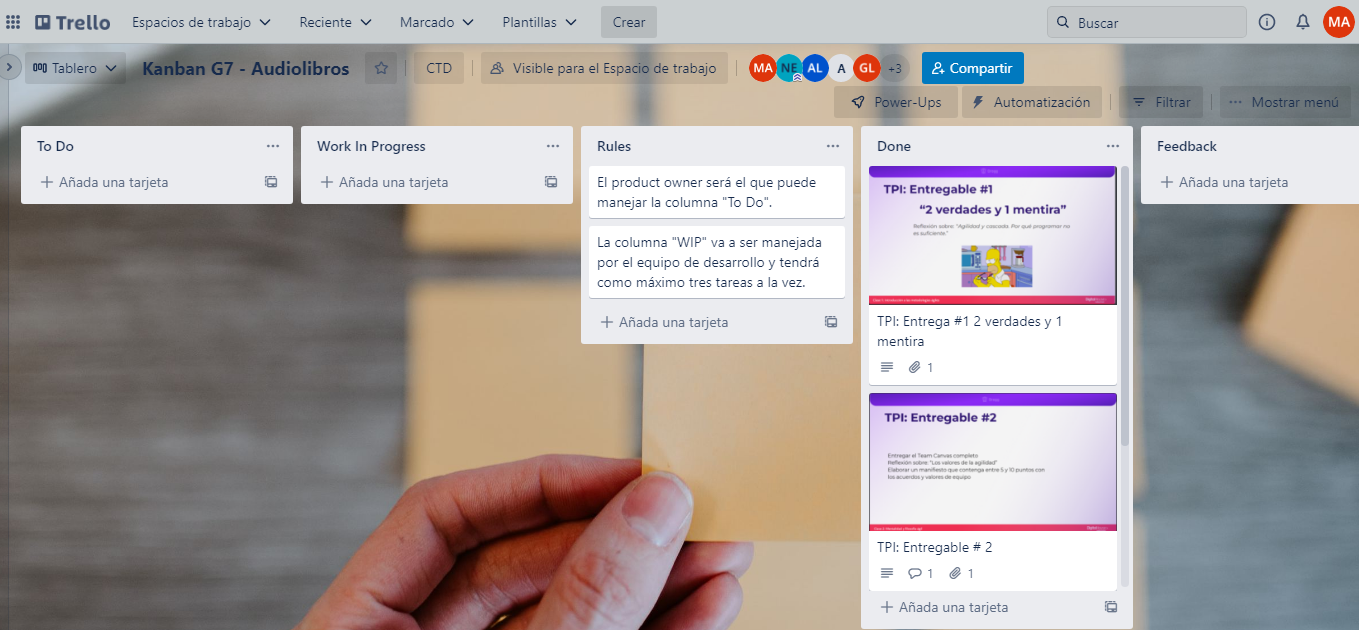 Trello Espacios de trabajo Reciente Marcado Plantillas Crear Buscar MA
Tablero Kanban G7 - Audiolibros CTD Visible para el Espacio de trabajo MA NE AL A GL +3 Compartir
Power-Ups Automatización Filtrar Mostrar menú
To Do
Añada una tarjeta
Work In Progress
Añada una tarjeta
Rules
El product owner será el que puede
manejar la columna "To Do".
La columna "WIP" va a ser manejada
por el equipo de desarrollo y tendrá
como máximo tres tareas a la vez.
Añada una tarjeta
Done
TPI: Entregable #1
“2 verdades y 1 mentira”
Reflexión sobre: “Agilidad y cascada. Por qué programar no
es suficiente.”
TPI: Entrega #1 2 verdades y 1
mentira
1
TPI: Entregable #2
Entregar el Team Canvas completo
Reflexión sobre: “Los valores de la agilidad”
Elaborar un manifiesto que contenga entre 5 y 10 puntos con
los acuerdos y valores de equipo
TPI: Entregable # 2
1 1
Añada una tarjeta
Feedback
Añada una tarjeta